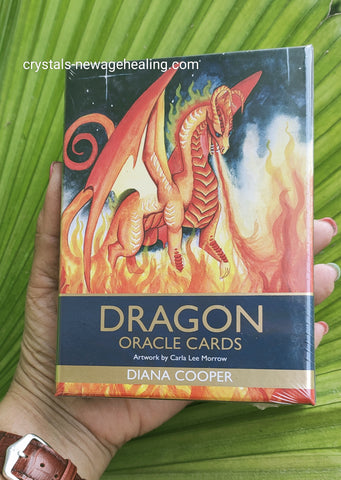 crystals-newagehealing.com
DRAGON
ORACLE CARDS
Artwork by Carla Lee Morrow
DIANA COOPER